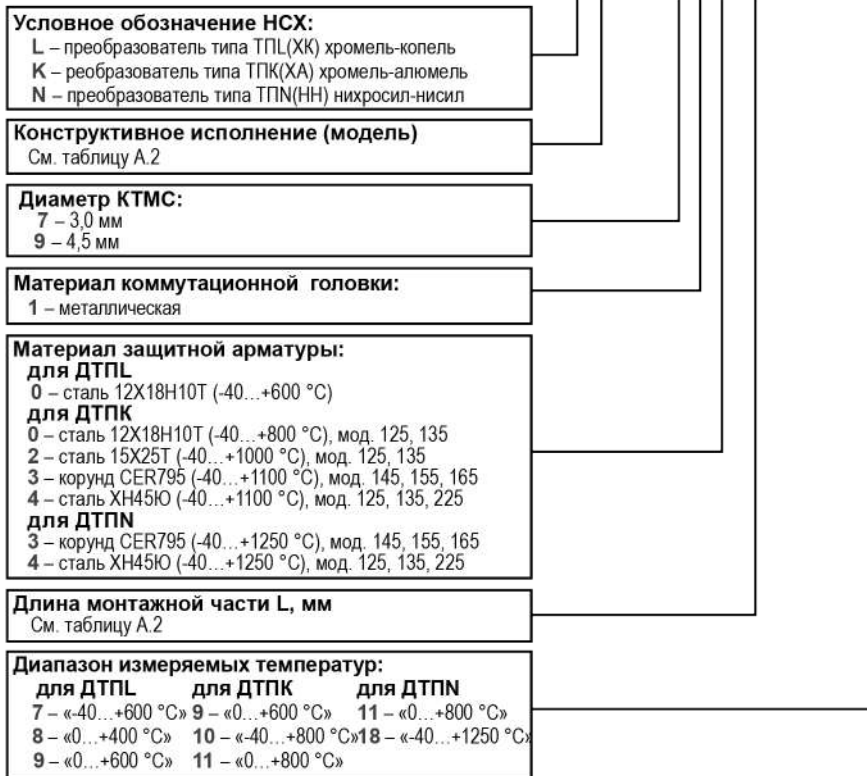 Условное обозначение НСХ:
L – преобразователь типа ТПL(ХК) хромель-копель
K – реобразователь типа ТПК(ХА) хромель-алюмель
N – преобразователь типа ТПN(НН) нихросил-нисил
Конструктивное исполнение (модель)
См. таблицу А.2
Диаметр КТМС:
7 – 3,0 мм
9 – 4,5 мм
Материал коммутационной головки:
1 – металлическая
Материал защитной арматуры:
для ДТПL
0 – сталь 12Х18Н10Т (-40...+600 °С)
для ДТПК
0 – сталь 12Х18Н10Т (-40...+800 °С), мод. 125, 135
2 – сталь 15Х25Т (-40...+1000 °С), мод. 125, 135
3 – корунд CER795 (-40...+1100 °С), мод. 145, 155, 165
4 – сталь ХН45Ю (-40...+1100 °С), мод. 125, 135, 225
для ДТПN
3 – корунд CER795 (-40...+1250 °С), мод. 145, 155, 165
4 – сталь ХН45Ю (-40...+1250 °С), мод. 125, 135, 225
Длина монтажной части L, мм
См. таблицу А.2
Диапазон измеряемых температур:
для ДТПL для ДТПК для ДТПN
7 – «-40...+600 °С» 9 – «0...+600 °С» 11 – «0...+800 °С»
8 – «0...+400 °С» 10 – «-40...+800 °С» 18 – «-40...+1250 °С»
9 – «0...+600 °С» 11 – «0...+800 °С»